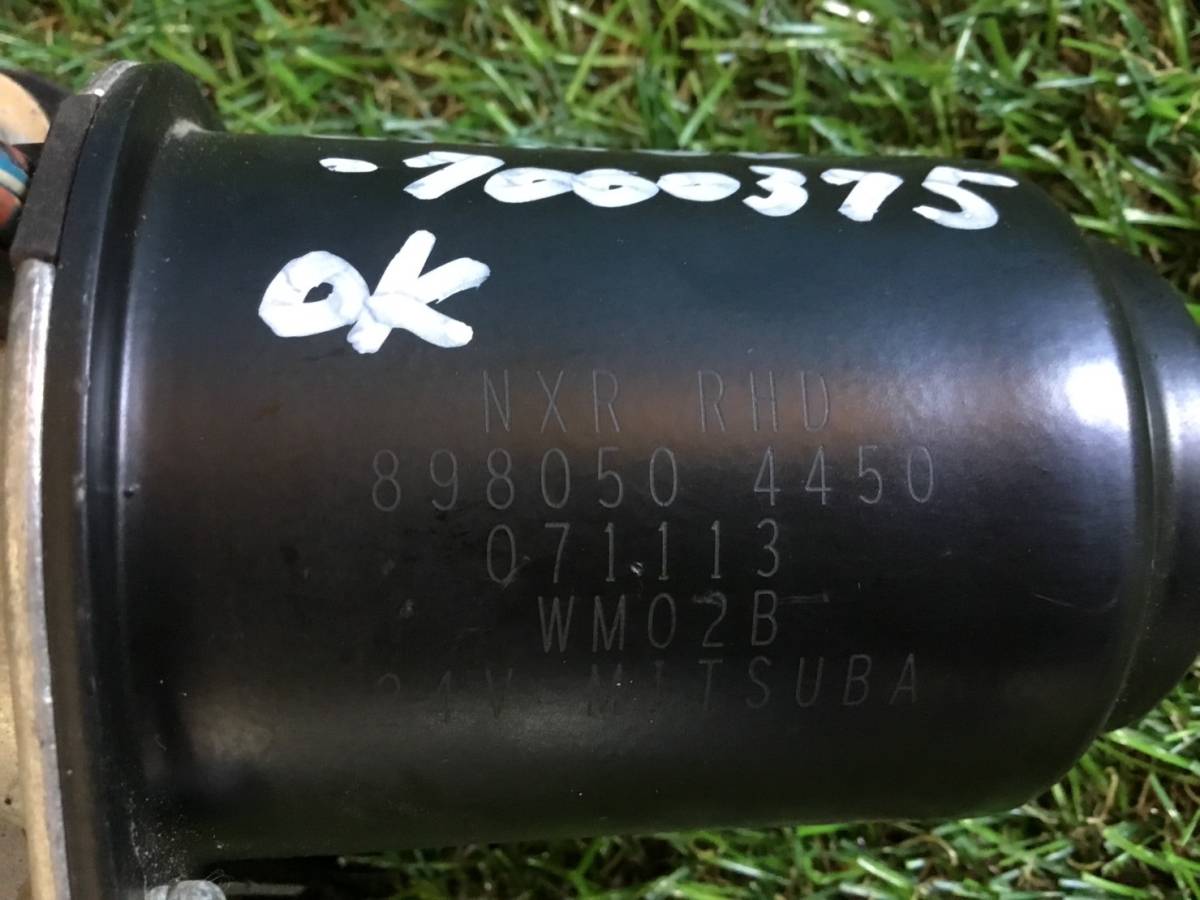 -7000375
OK
NXR RHD
898050 4450
071113
WM02B
24V MITSUBA